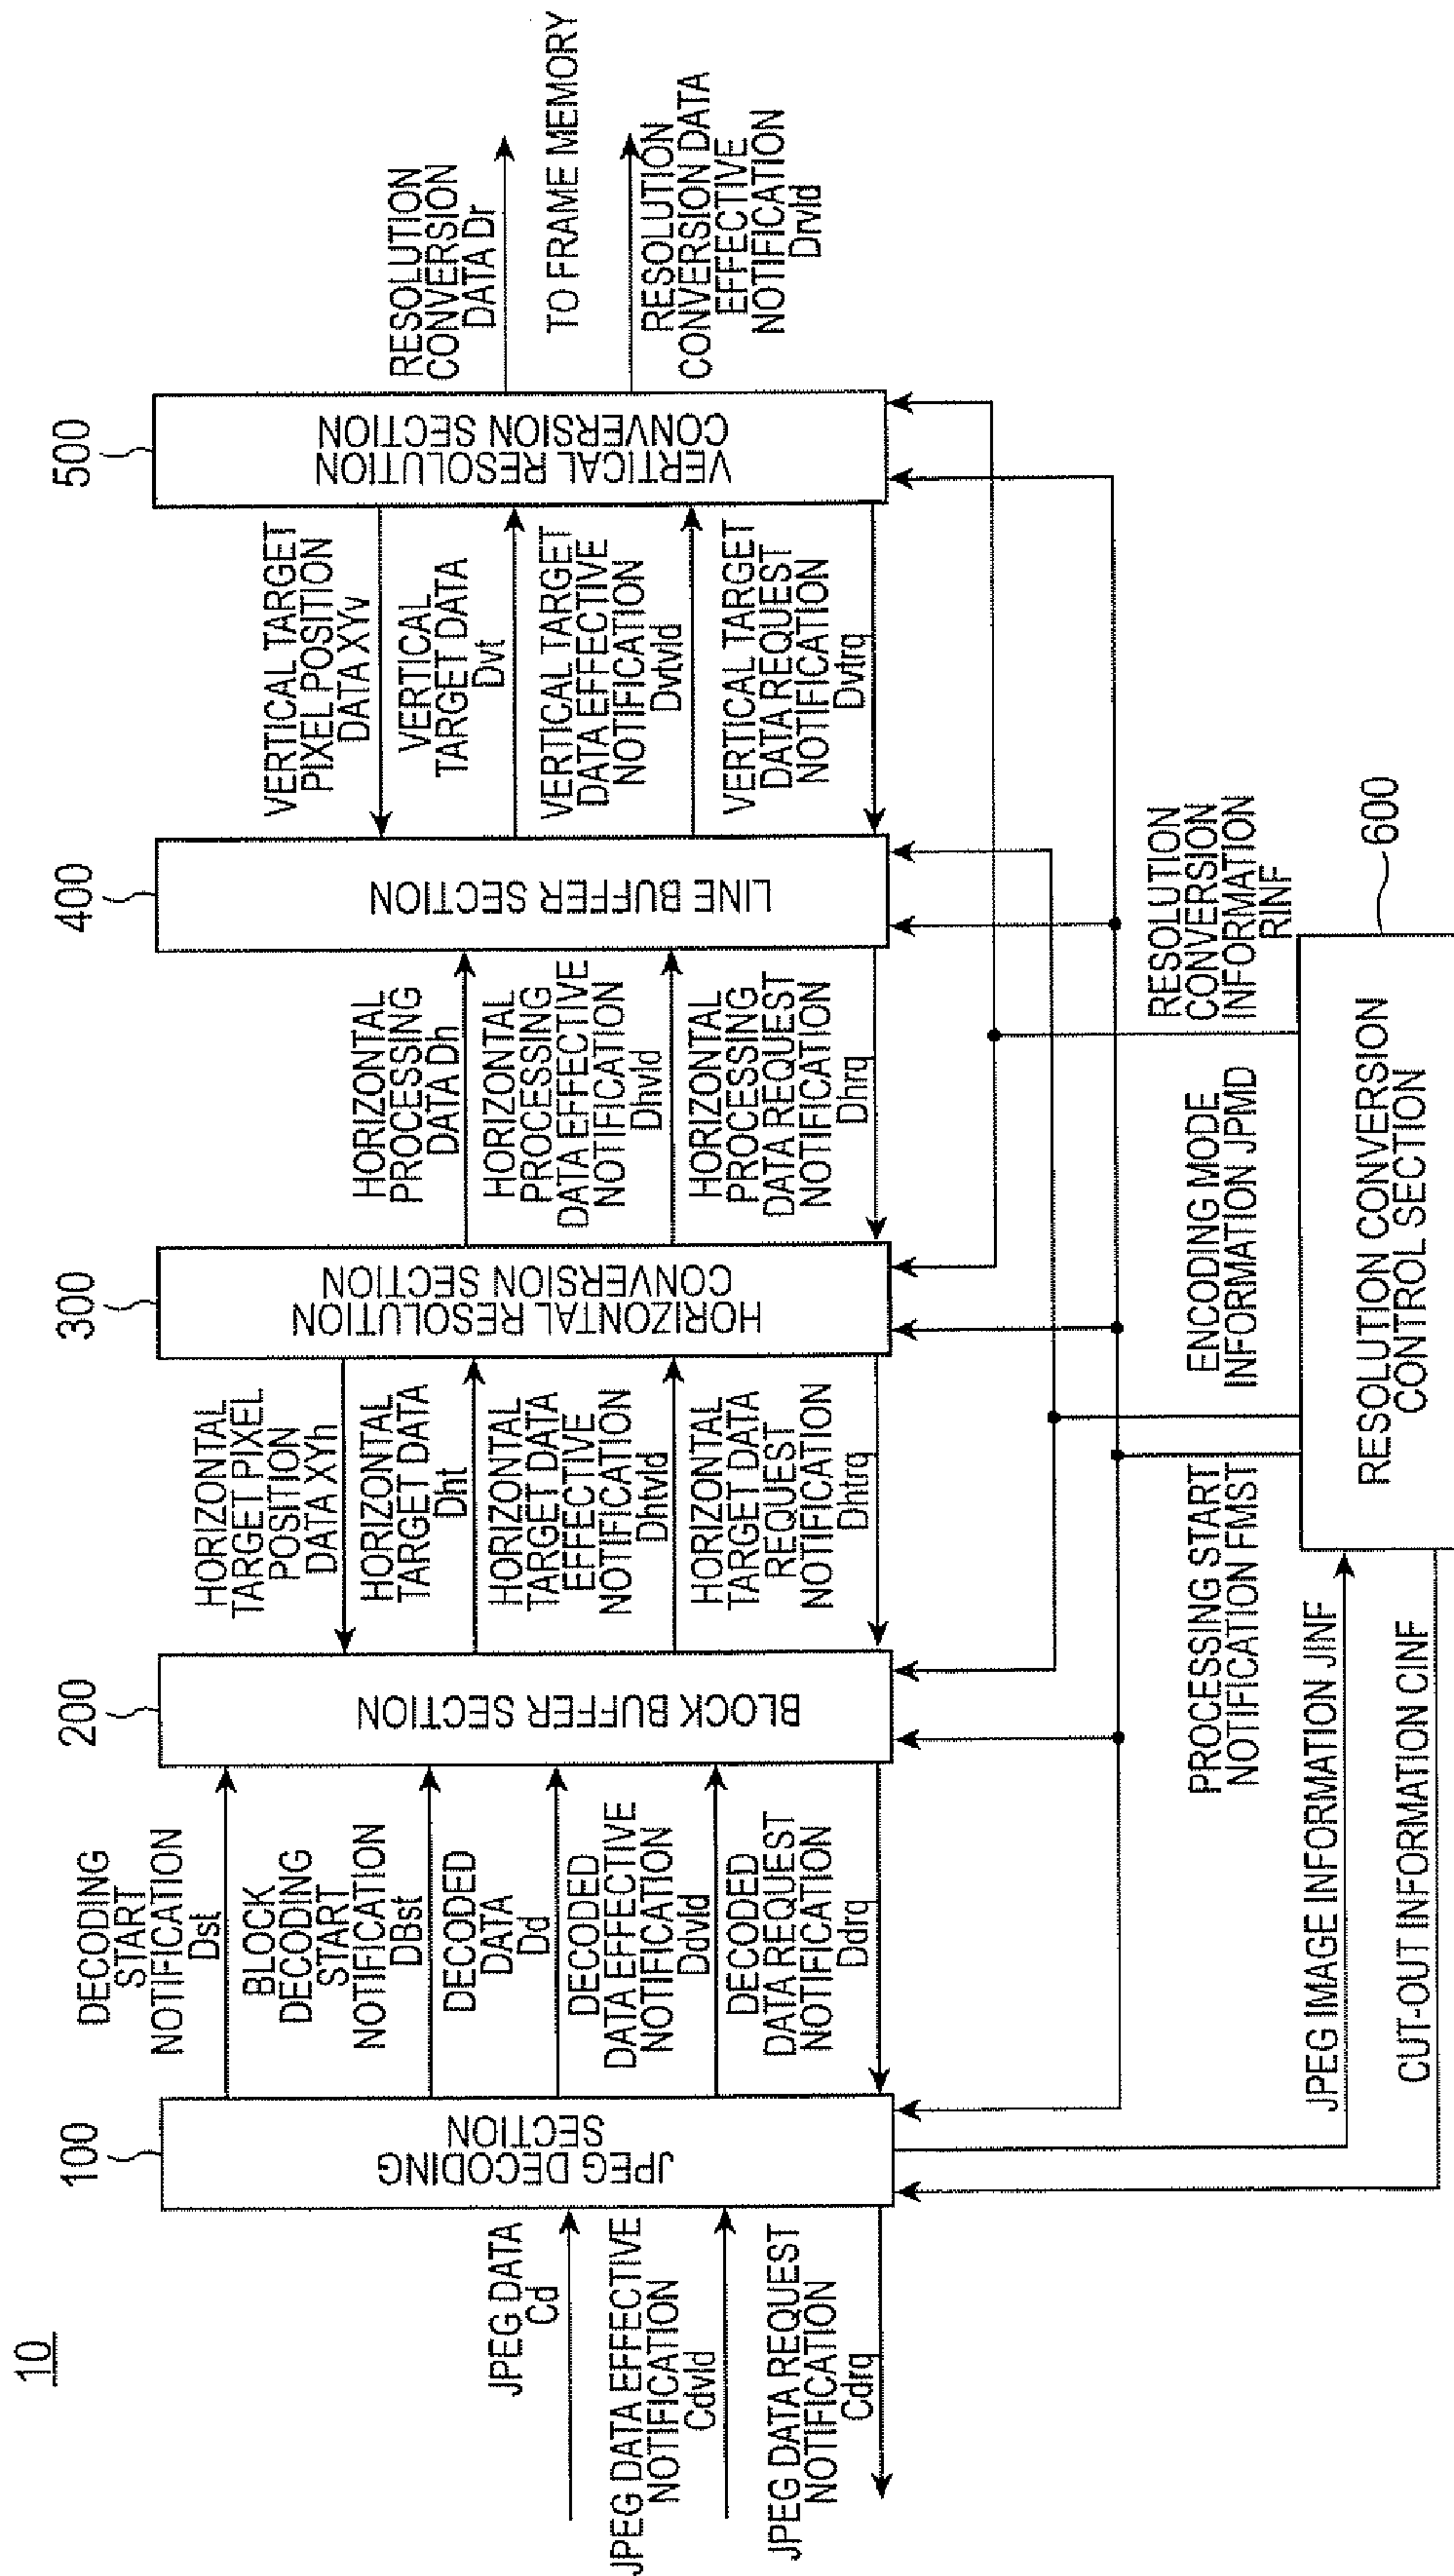 10
JPEG DATA
Cd
JPEG DATA EFFECTIVE
NOTIFICATION
Cdvld
JPEG DATA REQUEST
NOTIFICATION
Cdrq
100
JPEG DECODING
SECTION
DECODING
START
NOTIFICATION
Dst
BLOCK
DECODING
START
NOTIFICATION
DBst
DECODED
DATA
Dd
DECODED
DATA EFFECTIVE
NOTIFICATION
Ddvld
DECODED
DATA REQUEST
NOTIFICATION
Ddrq
200
BLOCK BUFFER SECTION
HORIZONTAL
TARGET PIXEL
POSITION
DATA XYh
HORIZONTAL
TARGET DATA
Dht
HORIZONTAL
TARGET DATA
EFFECTIVE
NOTIFICATION
Dhtvld
HORIZONTAL
TARGET DATA
REQUEST
NOTIFICATION
Dhtrq
300
HORIZONTAL RESOLUTION
CONVERSION SECTION
HORIZONTAL
PROCESSING
DATA Dh
HORIZONTAL
PROCESSING
DATA EFFECTIVE
NOTIFICATION
Dhvld
HORIZONTAL
PROCESSING
DATA REQUEST
NOTIFICATION
Dhrq
400
LINE BUFFER SECTION
VERTICAL TARGET
PIXEL POSITION
DATA XYv
VERTICAL
TARGET DATA
Dvt
VERTICAL TARGET
DATA EFFECTIVE
NOTIFICATION
Dvtvld
VERTICAL TARGET
DATA REQUEST
NOTIFICATION
Dvtrq
500
VERTICAL RESOLUTION
CONVERSION SECTION
RESOLUTION
CONVERSION
DATA Dr
TO FRAME MEMORY
RESOLUTION
CONVERSION DATA
EFFECTIVE
NOTIFICATION
Drvld
JPEG IMAGE INFORMATION JINF
CUT-OUT INFORMATION CINF
PROCESSING START
NOTIFICATION FMST
ENCODING MODE
INFORMATION JPMD
RESOLUTION
CONVERSION
INFORMATION
RINF
600
RESOLUTION CONVERSION
CONTROL SECTION